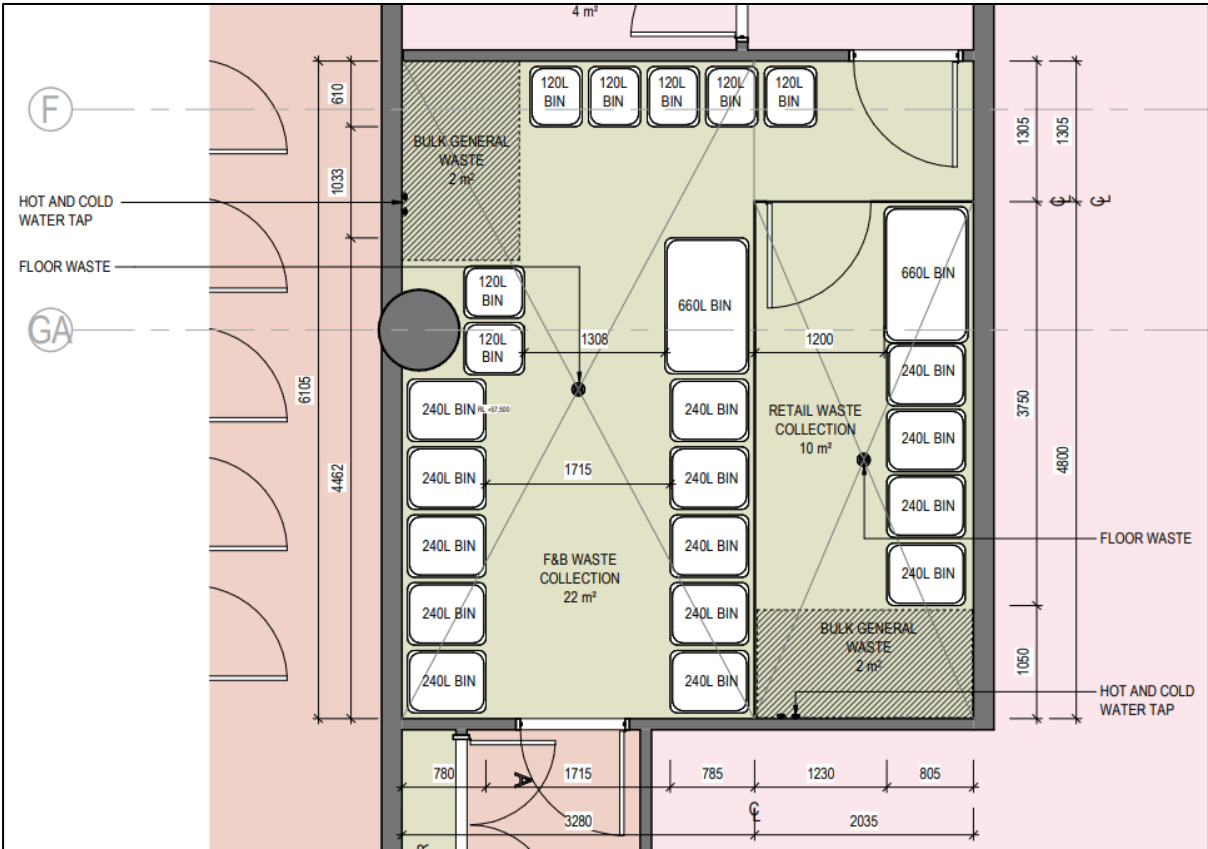 4 m²
120L
BIN
120L
BIN
120L
BIN
120L
BIN
120L
BIN
F
610
1305
1305
BULK GENERAL
WASTE
2 m²
1033
HOT AND COLD
WATER TAP
FLOOR WASTE
120L
BIN
660L BIN
660L BIN
GA
120L
BIN
1308
1200
6105
240L BIN
RL +57,500
240L BIN
240L BIN
RETAIL WASTE
COLLECTION
10 m²
3750
4462
240L BIN
1715
240L BIN
240L BIN
4800
240L BIN
240L BIN
240L BIN
FLOOR WASTE
F&B WASTE
COLLECTION
22 m²
240L BIN
240L BIN
240L BIN
BULK GENERAL
WASTE
2 m²
1050
240L BIN
240L BIN
HOT AND COLD
WATER TAP
780
1715
785
1230
805
A
3280
2035